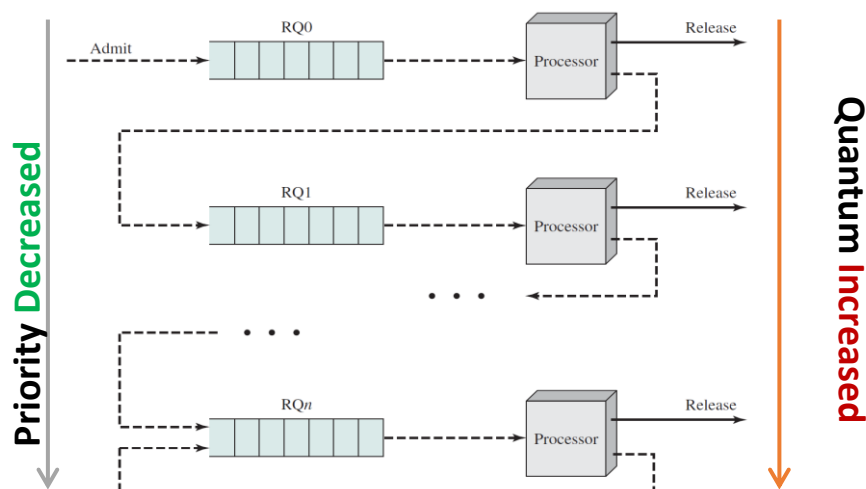 RQ0
Admit
Processor
Release
RQ1
Processor
Release
• • •
• • •
RQn
Processor
Release
Priority Decreased
Quantum Increased